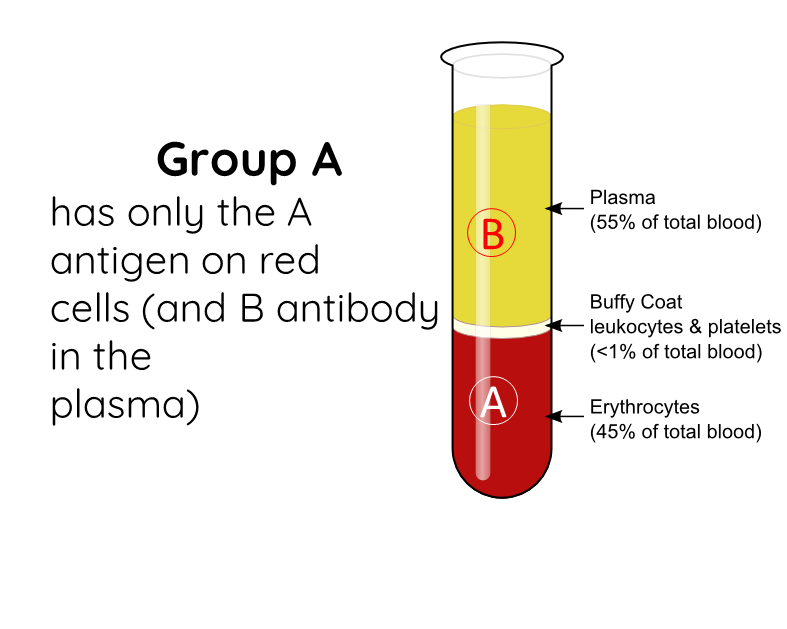 Group A
has only the A
antigen on red
cells (and B antibody
in the
plasma)
B
A
Plasma
(55% of total blood)
Buffy Coat
leukocytes & platelets
(<1% of total blood)
Erythrocytes
(45% of total blood)